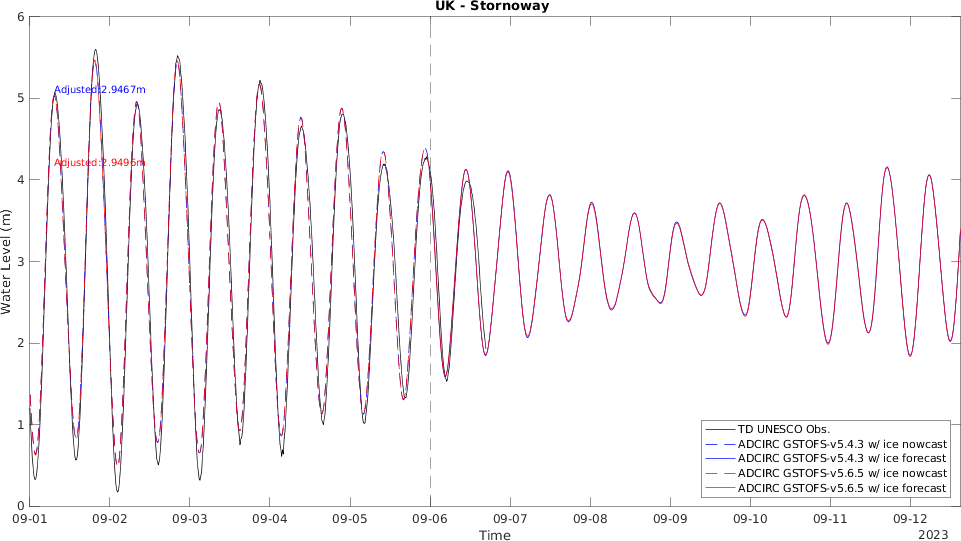 UK - Stornoway
6
5
4
3
2
1
0
Water Level (m)
Adjusted:2.9467m
Adjusted:2.9496m
TD UNESCO Obs.
ADCIRC GSTOFS-v5.4.3 w/ ice nowcast
ADCIRC GSTOFS-v5.4.3 w/ ice forecast
ADCIRC GSTOFS-v5.6.5 w/ ice nowcast
ADCIRC GSTOFS-v5.6.5 w/ ice forecast
09-01 09-02 09-03 09-04 09-05 09-06 09-07 09-08 09-09 09-10 09-11 09-12
Time
2023